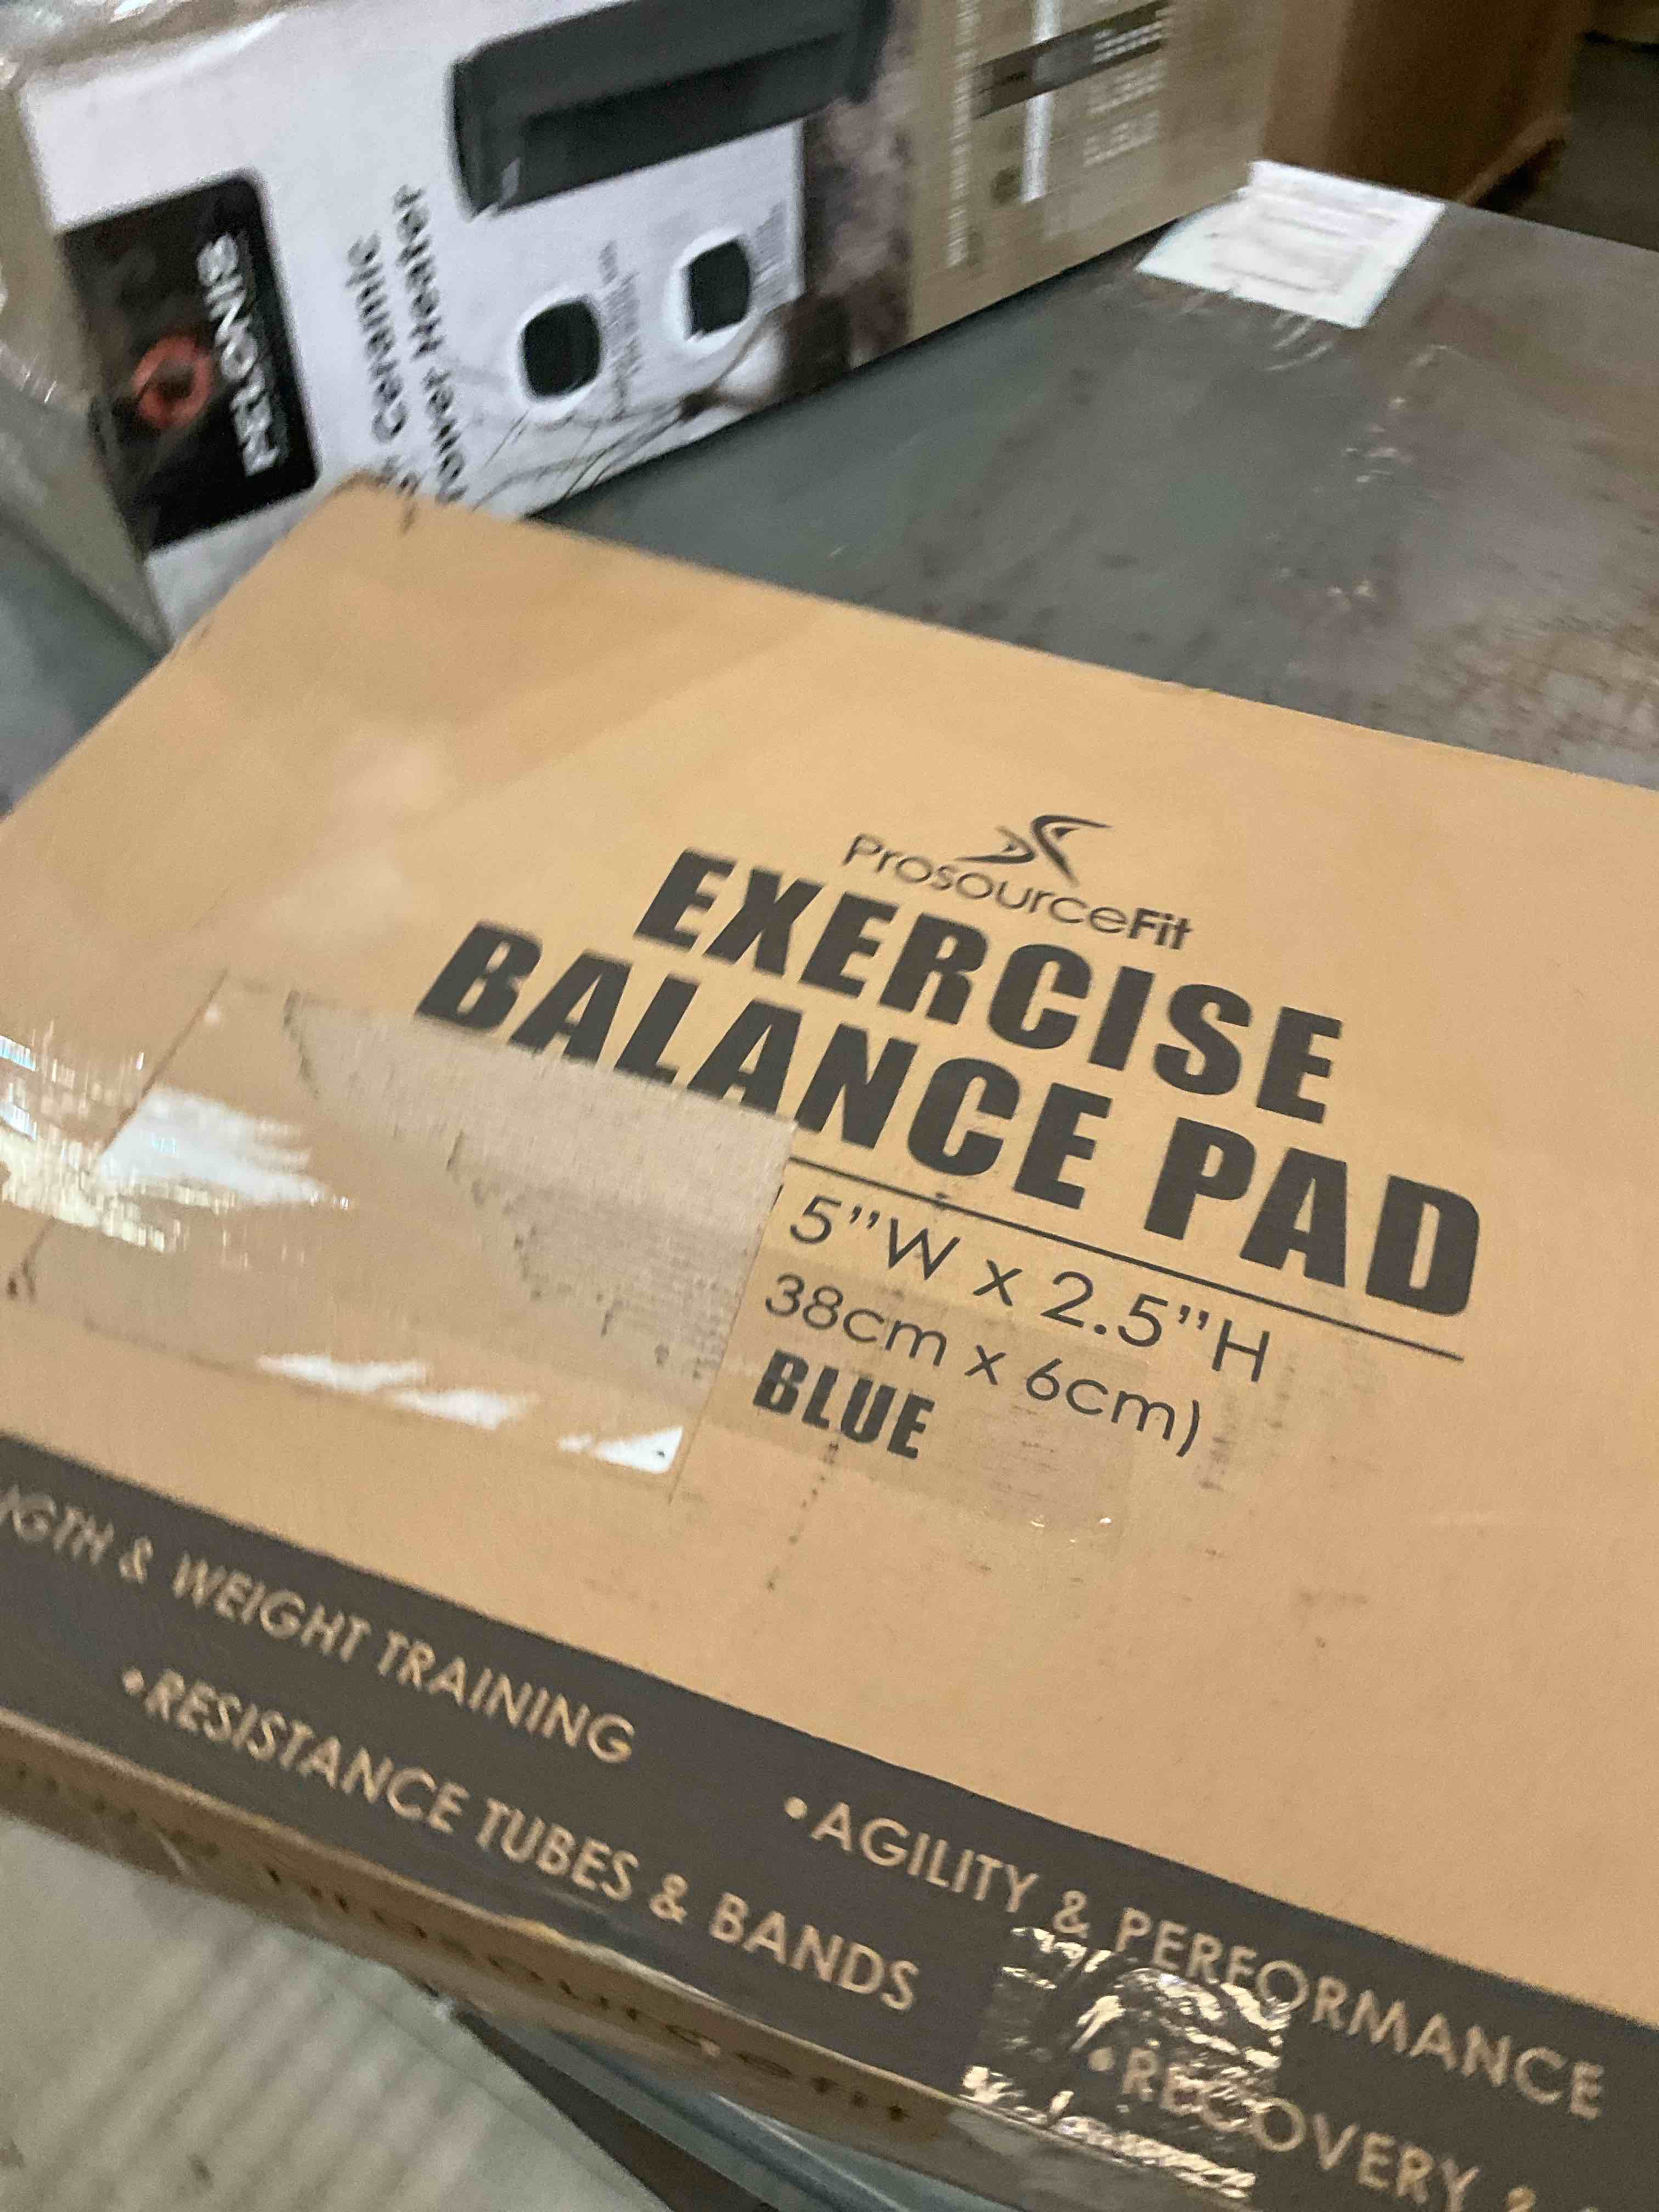 PELONIS
Ceramic
Tower Heater
ProsourceFit
EXERCISE
BALANCE PAD
5"W x 2.5"H
38cm x 6cm)
BLUE
& WEIGHT TRAINING
•RESISTANCE TUBES & BANDS
•AGILITY & PERFORMANCE
•RECOVERY &